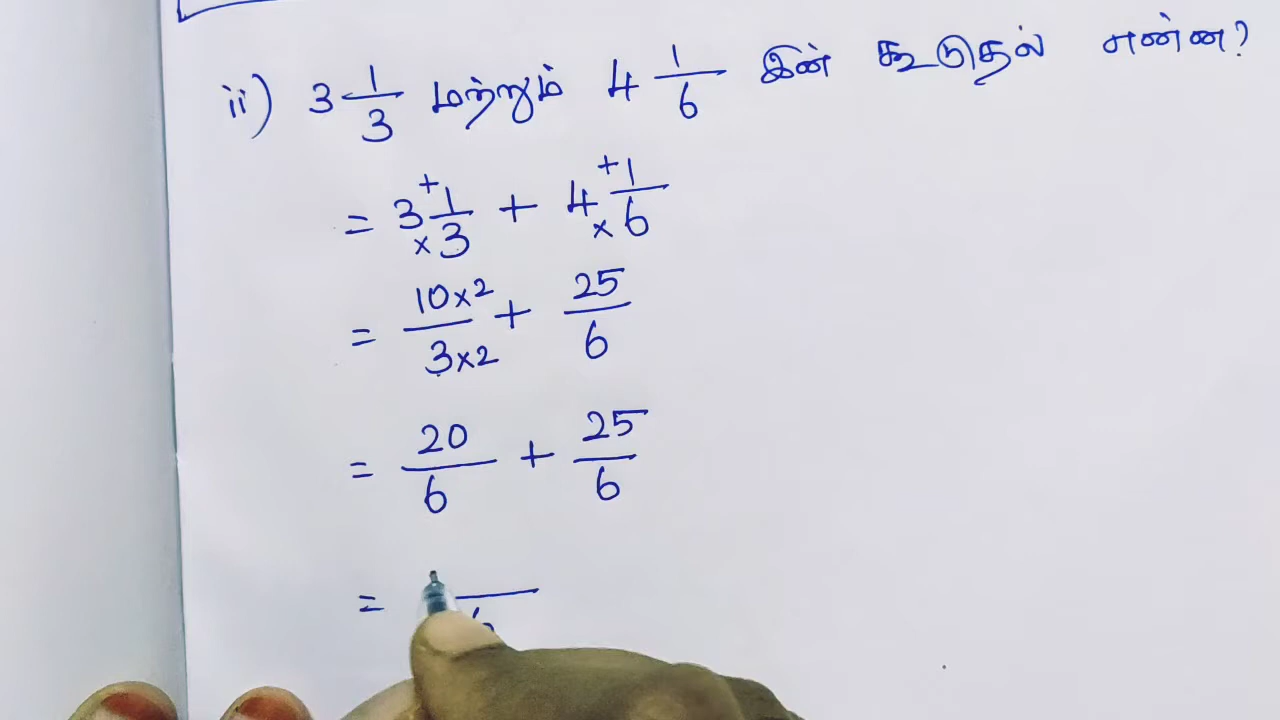 ii) 3 1/3 மற்றும் 4 1/6 இன் கூடுதல் என்ன?
= 3 + 1/× 3 + 4 + 1/× 6
= 10×2/3×2 + 25/6
= 20/6 + 25/6
=